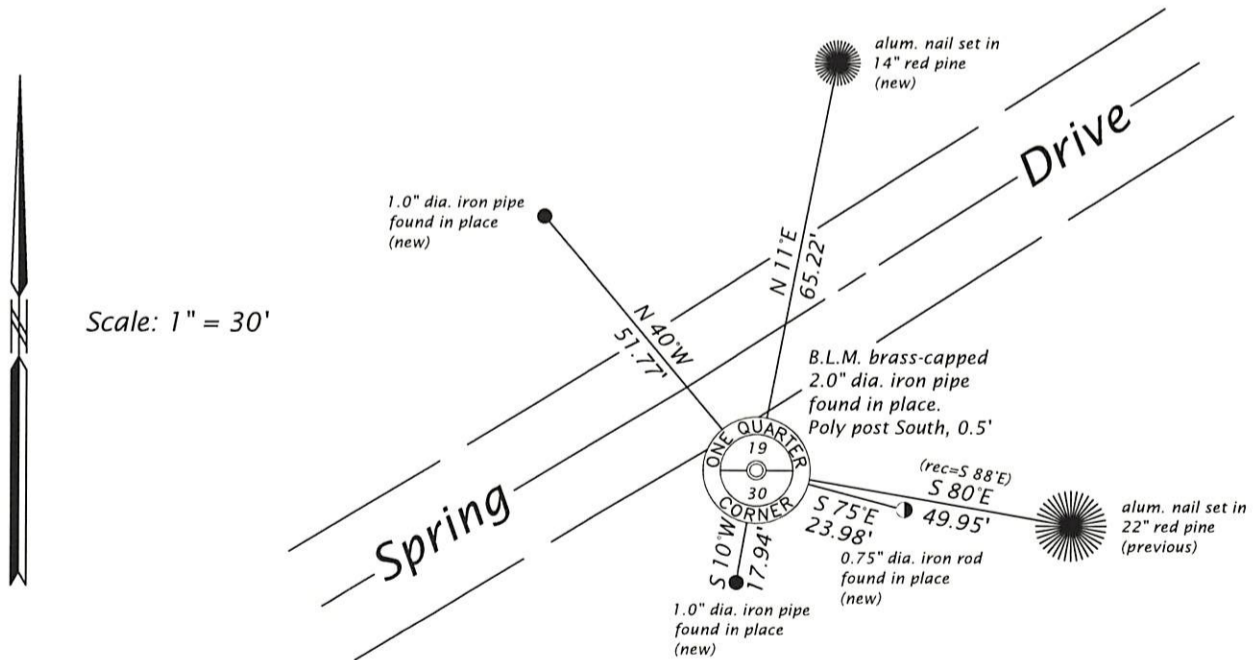 alum. nail set in
14" red pine
(new)
Drive
1.0" dia. iron pipe
found in place
(new)
N 11°E
65.22'
Scale: 1" = 30'
N 40°W
51.77'
B.L.M. brass-capped
2.0" dia. iron pipe
found in place.
Poly post South, 0.5'
ONE QUARTER
19
30
CORNER
(rec=S 88°E)
S 80°E
49.95'
S 75°E
23.98'
alum. nail set in
22" red pine
(previous)
Spring
S 10°W
17.94'
0.75" dia. iron rod
found in place
(new)
1.0" dia. iron pipe
found in place
(new)